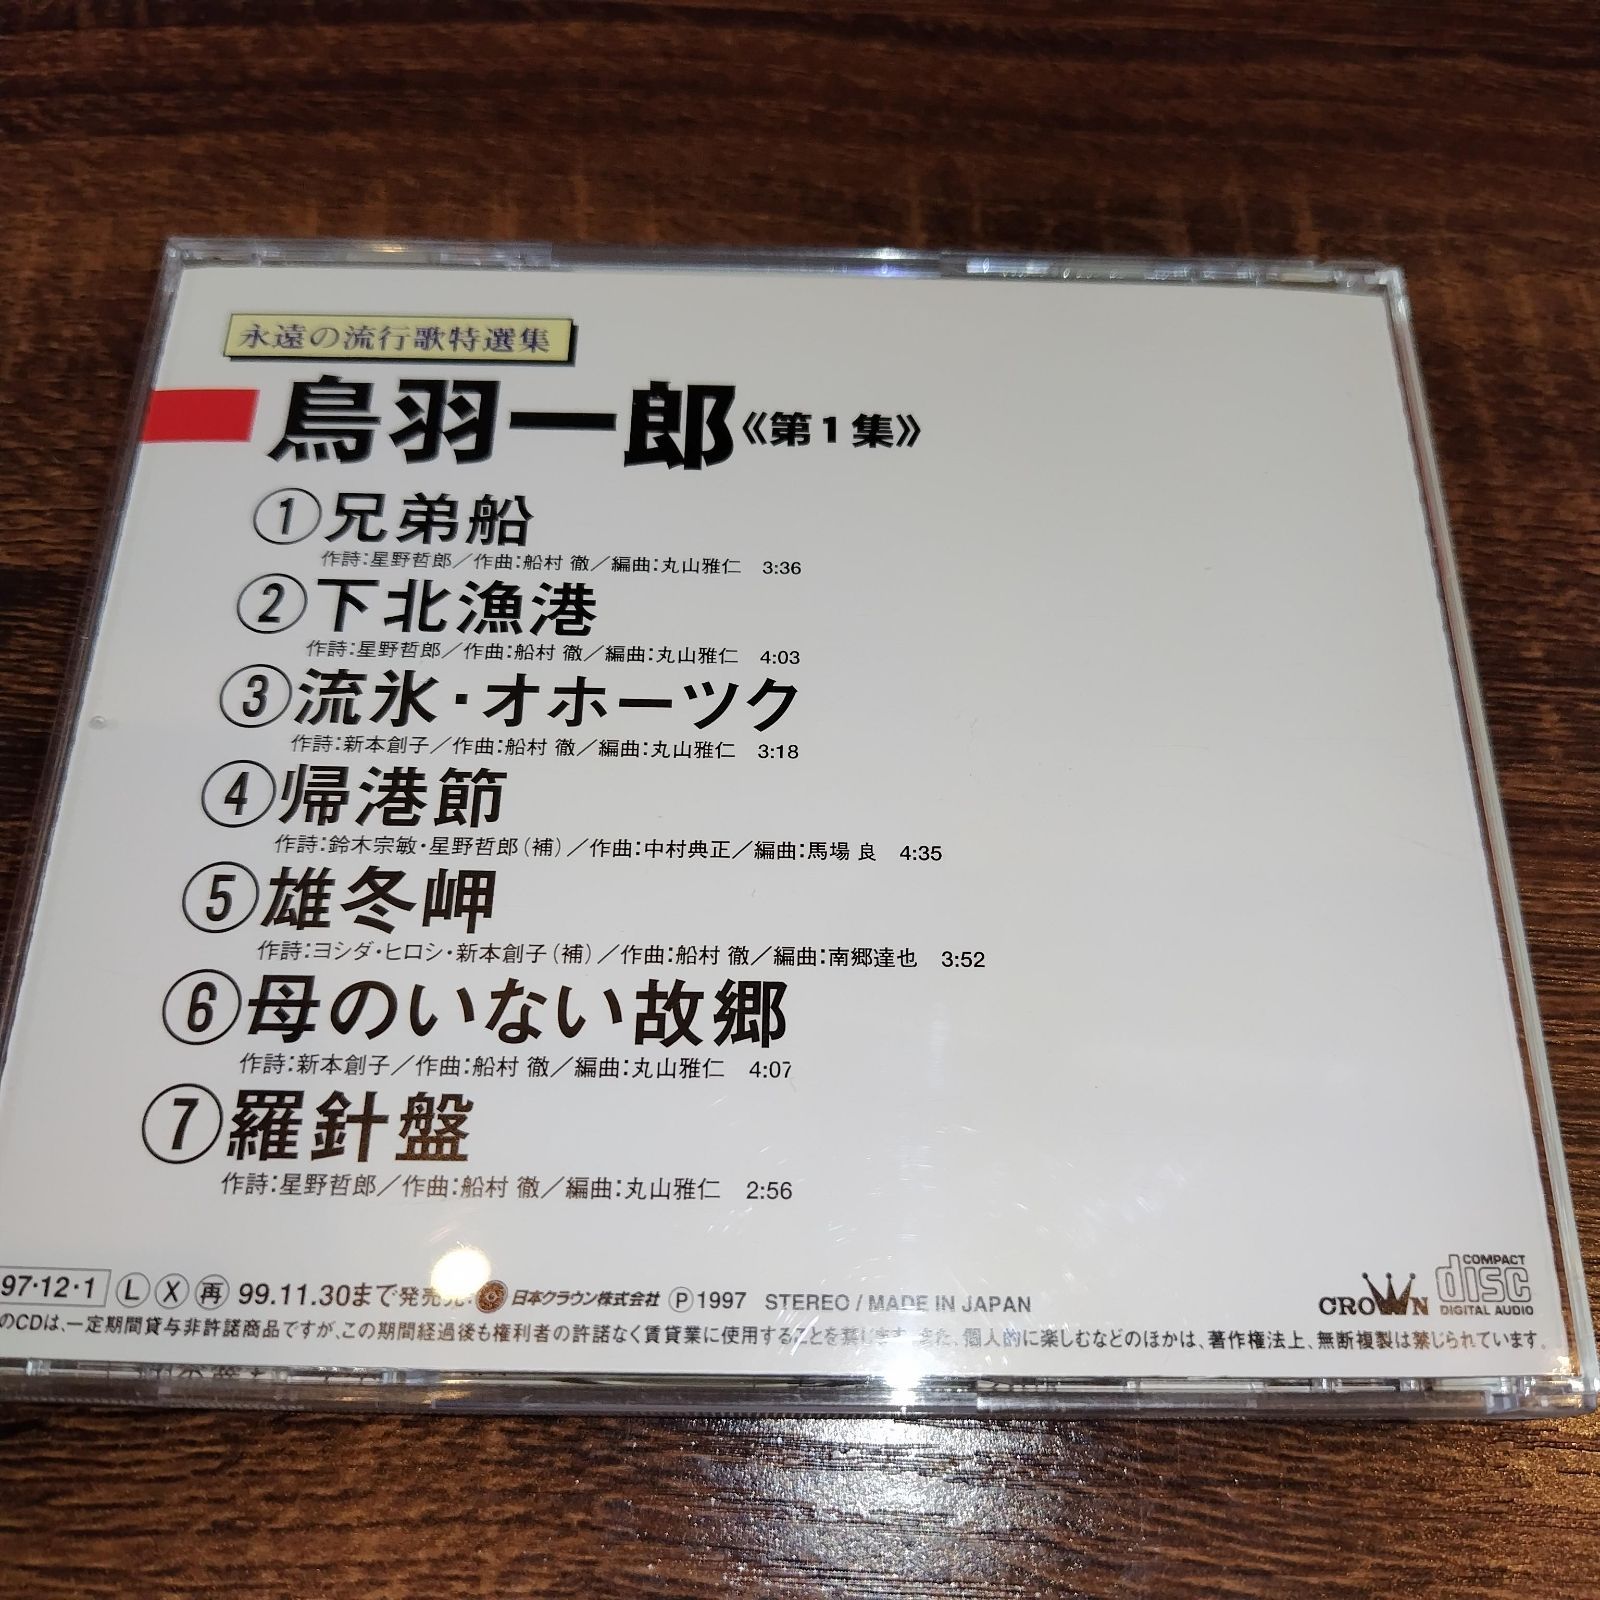 永遠の流行歌特選集
鳥羽一郎《第1集》
①兄弟船
作詩:星野哲郎/作曲:船村 徹/編曲:丸山雅仁 3:36
②下北漁港
作詩:星野哲郎/作曲:船村 徹/編曲:丸山雅仁 4:03
③流氷・オホーツク
作詩:新本創子/作曲:船村 徹/編曲:丸山雅仁 3:18
④帰港節
作詩:鈴木宗敏・星野哲郎(補)/作曲:中村典正/編曲:馬場 良 4:35
⑤雄冬岬
作詩:ヨシダ・ヒロシ・新本創子(補)/作曲:船村 徹/編曲:南郷達也 3:52
⑥母のいない故郷
作詩:新本創子/作曲:船村 徹/編曲:丸山雅仁 4:07
⑦羅針盤
作詩:星野哲郎/作曲:船村 徹/編曲:丸山雅仁 2:56
97・12・1 Ⓛ Ⓧ 再 99.11.30まで 日本クラウン株式会社 Ⓟ1997 STEREO / MADE IN JAPAN
CROWN
COMPACT disc DIGITAL AUDIO
のCDは、一定期間貸与非許諾商品ですが、この期間経過後も権利者の許諾なく賃貸業に使用することを禁じます。また、個人的に楽しむなどのほかは、著作権法上、無断複製は禁じられています。